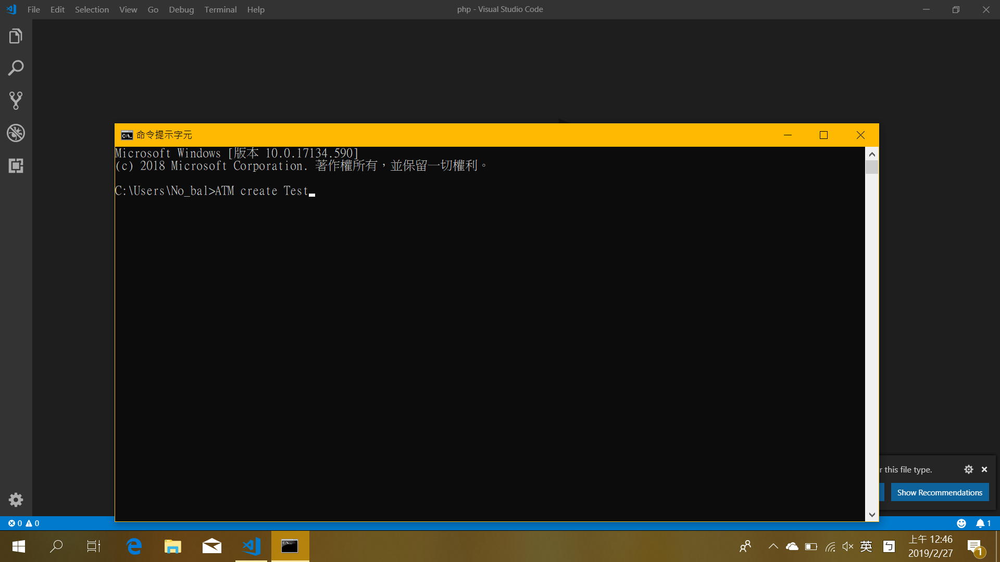 File Edit Selection View Go Debug Terminal Help
php - Visual Studio Code
命令提示字元
Microsoft Windows [版本 10.0.17134.590]
(c) 2018 Microsoft Corporation. 著作權所有，並保留一切權利。
C:\Users\No_bal>ATM create Test
r this file type.
Show Recommendations
0 0
1
英
ㄅ
上午 12:46
2019/2/27
1